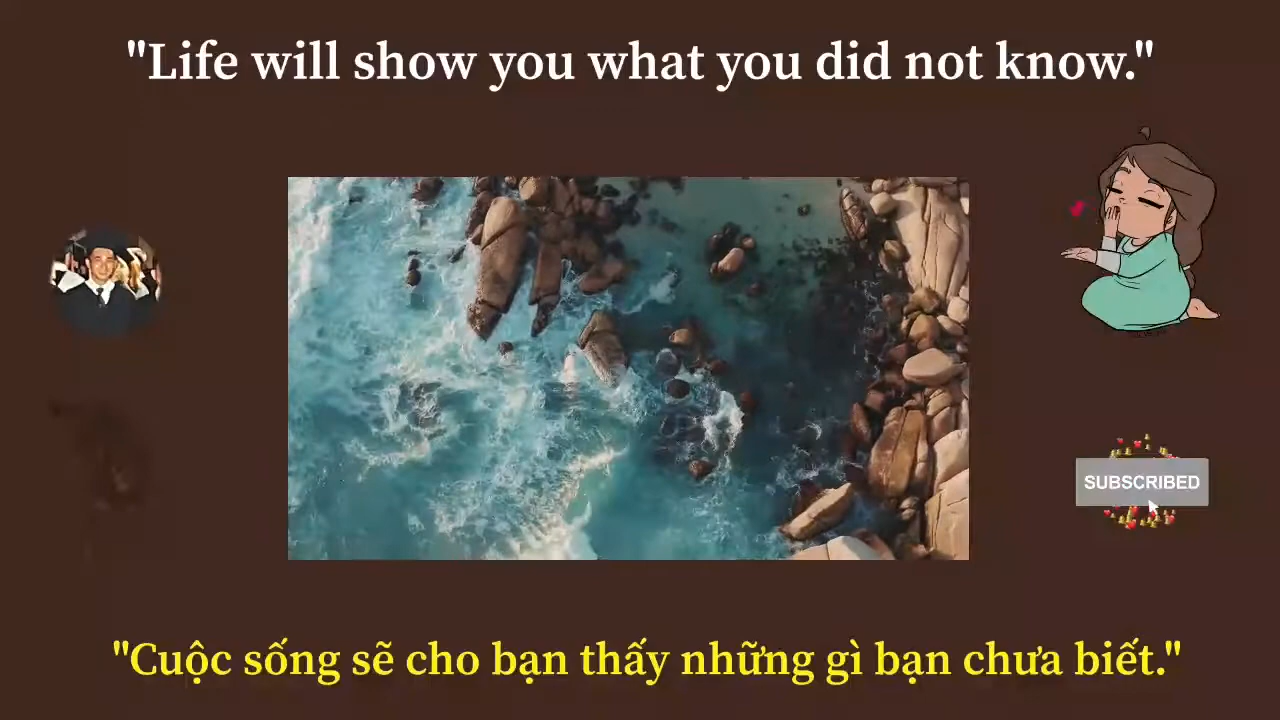 "Life will show you what you did not know."
SUBSCRIBED
"Cuộc sống sẽ cho bạn thấy những gì bạn chưa biết."